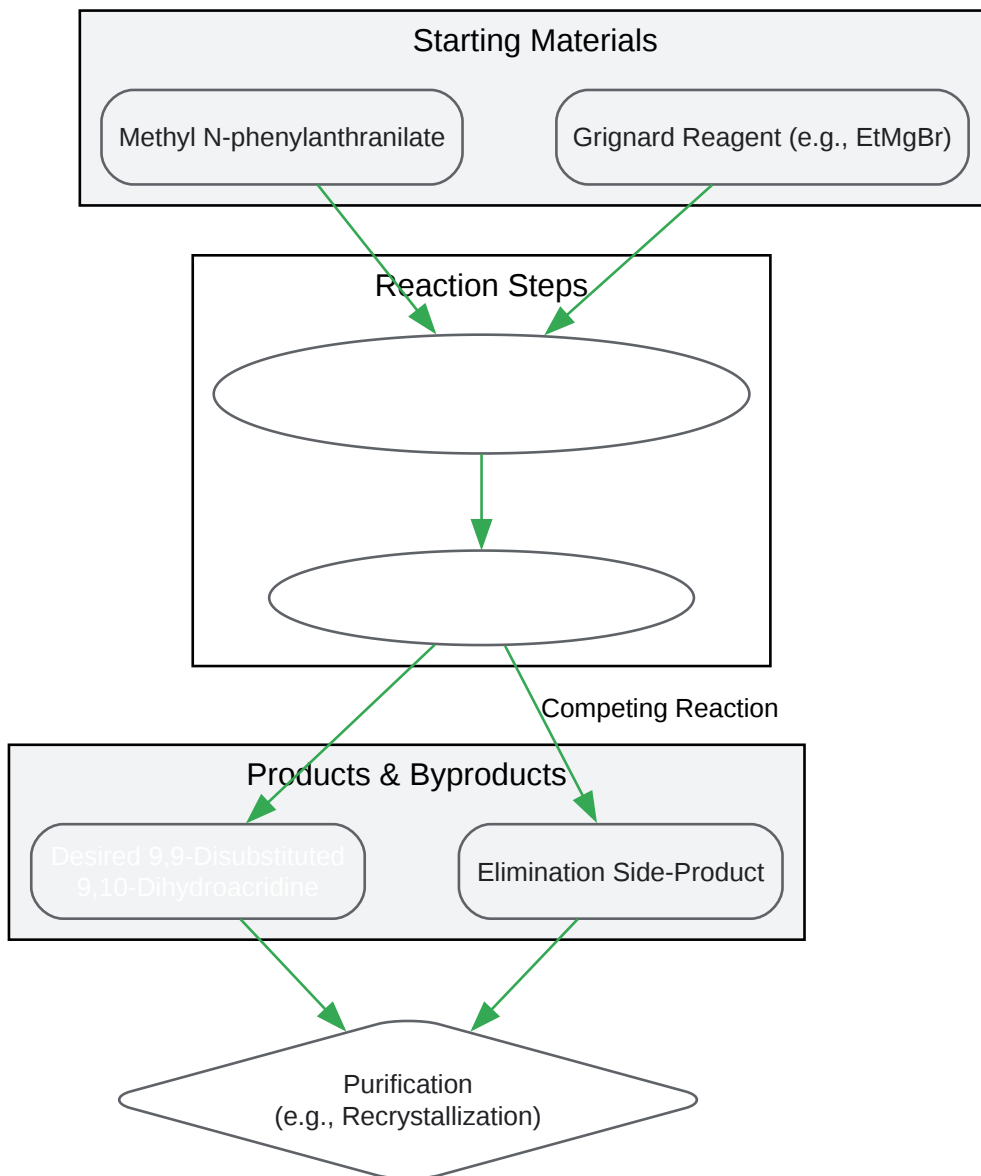 Starting Materials
Methyl N-phenylanthranilate
Grignard Reagent (e.g., EtMgBr)
Reaction Steps
Competing Reaction
Products & Byproducts
Desired 9,9-Disubstituted
9,10-Dihydroacridine
Elimination Side-Product
Purification
(e.g., Recrystallization)